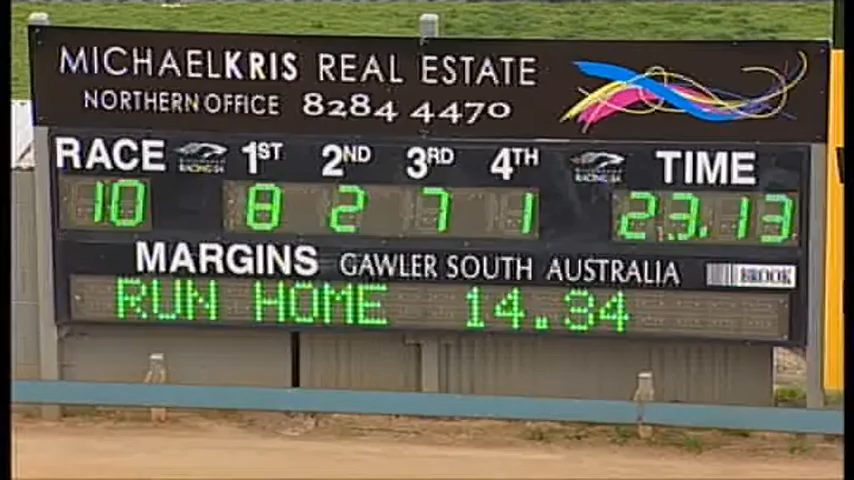 MICHAELKRIS REAL ESTATE
NORTHERN OFFICE 8284 4470
RACE 1ST 2ND 3RD 4TH TIME
10 8 2 7 1 23.13
MARGINS GAWLER SOUTH AUSTRALIA BROOK
RUN HOME 14.94